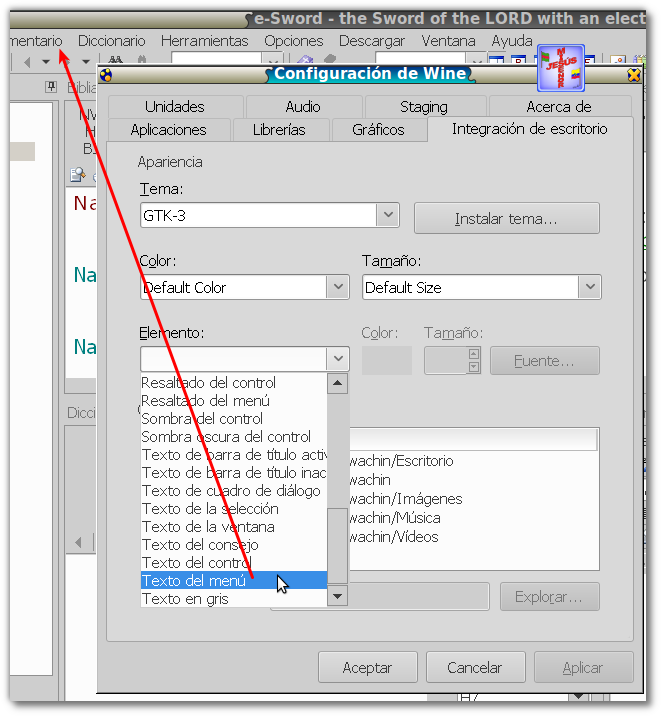 e-Sword - the Sword of the LORD with an elect
mentario Diccionario Herramientas Opciones Descargar Ventana Ayuda
JESÚS
Configuración de Wine
Unidades Audio Staging Acerca de
Aplicaciones Librerías Gráficos Integración de escritorio
Apariencia
Tema:
GTK-3
Instalar tema...
Color: Tamaño:
Default Color Default Size
Elemento: Color: Tamaño:
Fuente...
Resaltado del control
Resaltado del menú
Sombra del control
Sombra oscura del control
Texto de barra de título activ
Texto de barra de título inac
Texto de cuadro de diálogo
Texto de la selección
Texto de la ventana
Texto del consejo
Texto del control
Texto del menú
Texto en gris
wachin/Escritorio
wachin
wachin/Imágenes
wachin/Música
wachin/Vídeos
Explorar...
Aceptar Cancelar Aplicar
Biblia
Na
Na
Na
Dicci
H7